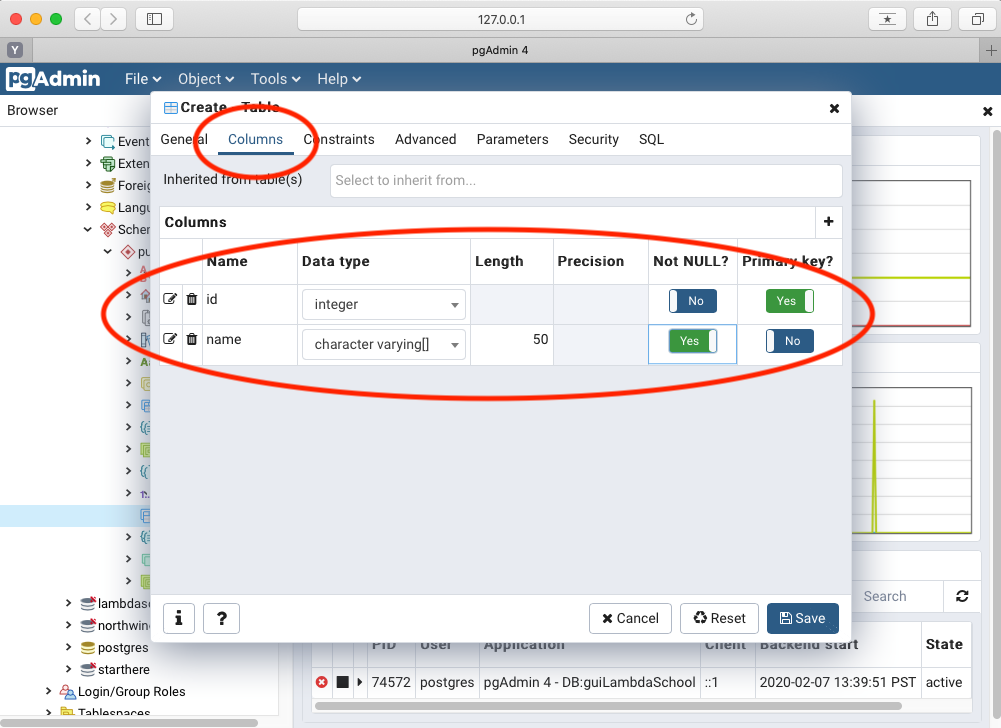 127.0.0.1
Y
pgAdmin 4
pgAdmin File Object Tools Help
Browser
Create - Table
General Columns Constraints Advanced Parameters Security SQL
Inherited from table(s) Select to inherit from...
Columns
Name Data type Length Precision Not NULL? Primary key?
id integer No Yes
name character varying[] 50 Yes No
Event
Exten
Foreig
Langu
Schem
pu
lambdas
northwin
postgres
starthere
Login/Group Roles
Tablespaces
i ? Cancel Reset Save
Search
PID User Application Client Backend start State
74572 postgres pgAdmin 4 - DB:guiLambdaSchool ::1 2020-02-07 13:39:51 PST active